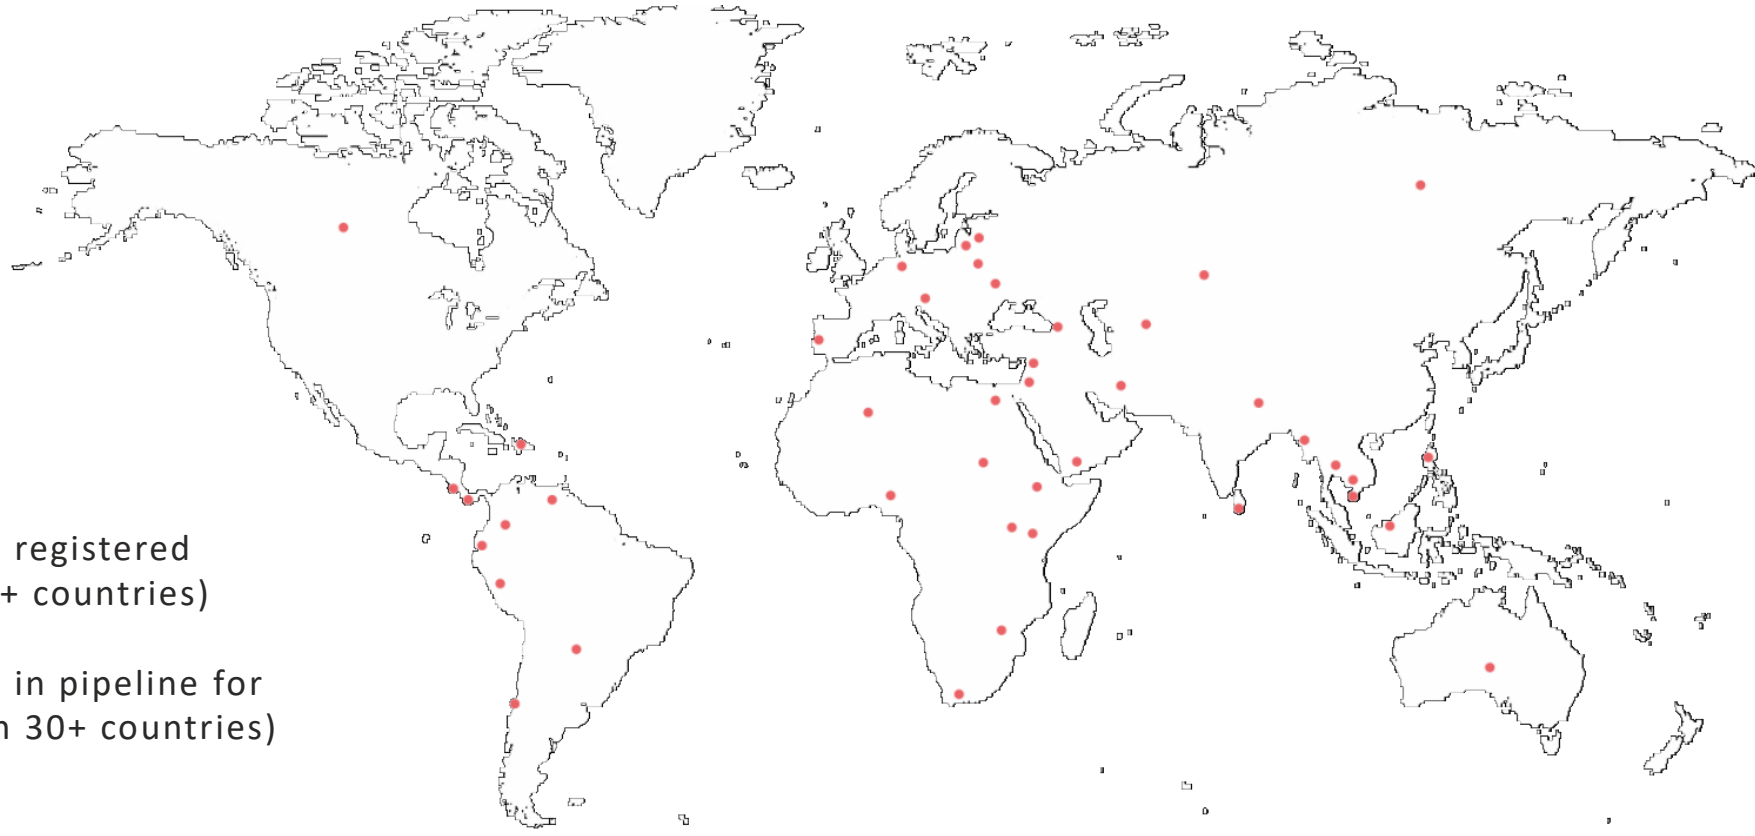 registered
+ countries)
in pipeline for
30+ countries)